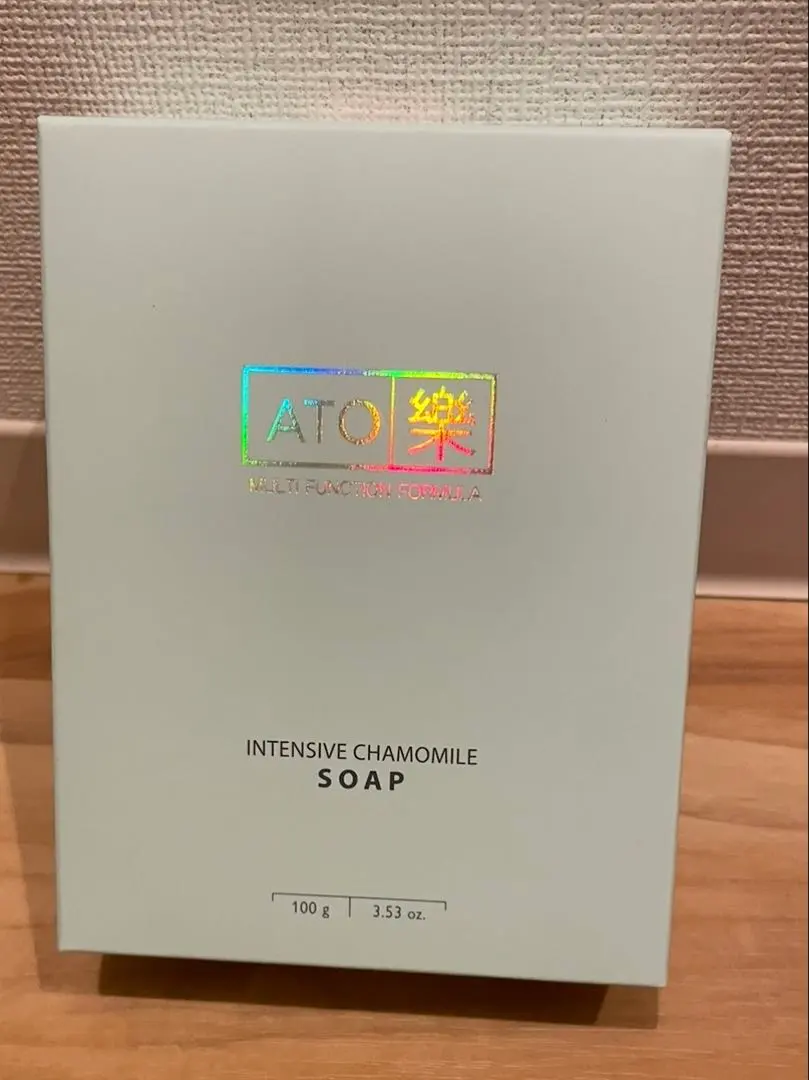 ATO 樂
MULTI FUNCTION FORMULA
INTENSIVE CHAMOMILE
SOAP
100 g 3.53 oz.